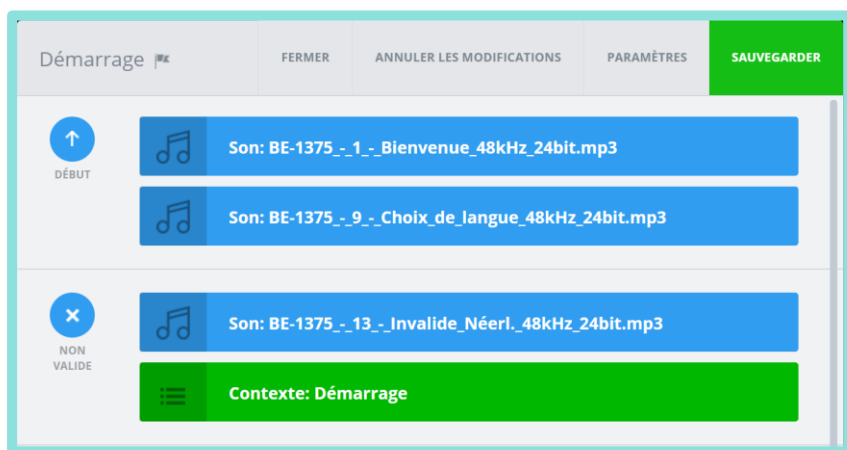 Démarrage
FERMER
ANNULER LES MODIFICATIONS
PARAMÈTRES
SAUVEGARDER
DÉBUT
Son: BE-1375_-_1_-_Bienvenue_48kHz_24bit.mp3
Son: BE-1375_-_9_-_Choix_de_langue_48kHz_24bit.mp3
NON
VALIDE
Son: BE-1375_-_13_-_Invalide_Néerl._48kHz_24bit.mp3
Contexte: Démarrage